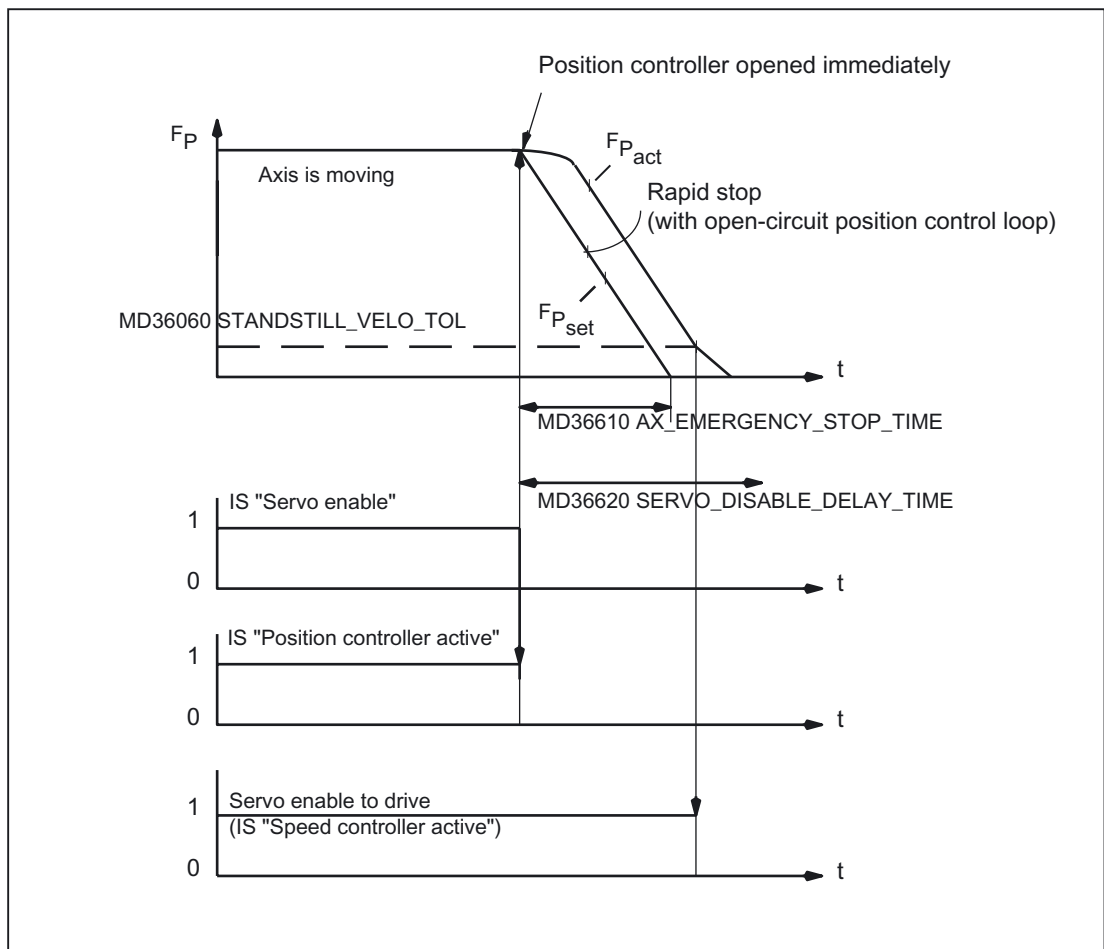 Position controller opened immediately
FP
FPact
Axis is moving
Rapid stop
(with open-circuit position control loop)
FPset
MD36060 STANDSTILL_VELO_TOL
t
MD36610 AX_EMERGENCY_STOP_TIME
MD36620 SERVO_DISABLE_DELAY_TIME
IS "Servo enable"
1
0
t
IS "Position controller active"
1
0
t
1
Servo enable to drive
(IS "Speed controller active")
0
t